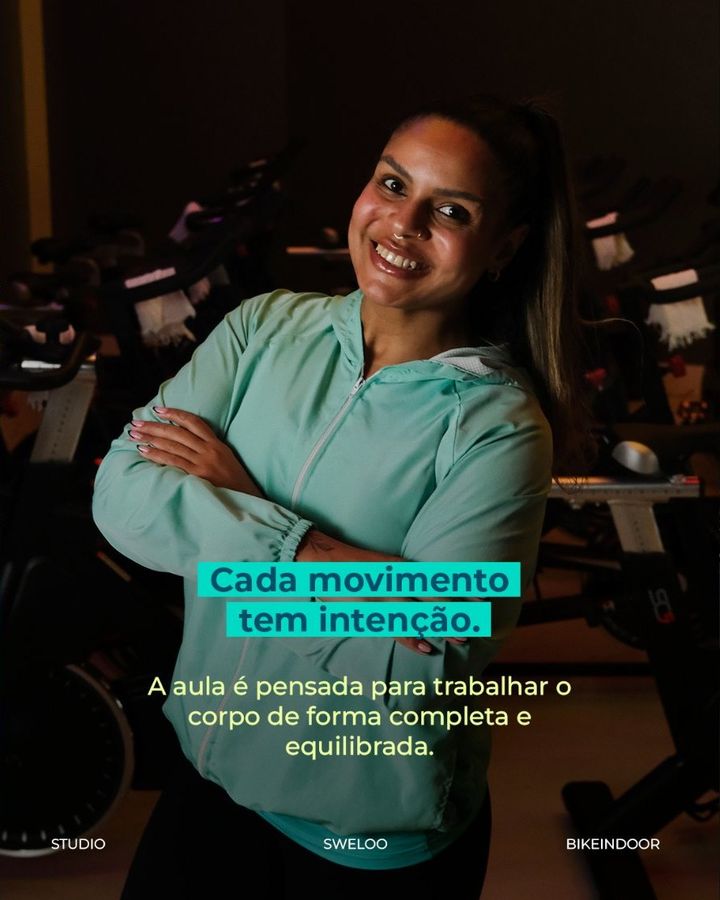 Cada movimento
tem intenção.
A aula é pensada para trabalhar o
corpo de forma completa e
equilibrada.
STUDIO
SWELOO
BIKEINDOOR